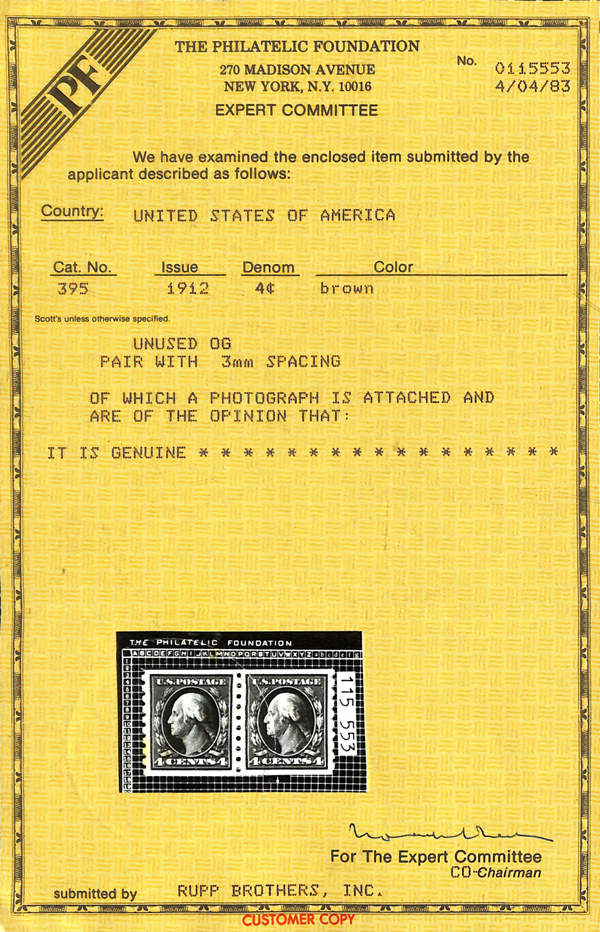 PF
THE PHILATELIC FOUNDATION
270 MADISON AVENUE
NEW YORK, N.Y. 10016
EXPERT COMMITTEE
No. 0115553
4/04/83
We have examined the enclosed item submitted by the
applicant described as follows:
Country: UNITED STATES OF AMERICA
Cat. No. Issue Denom Color
395 1912 4¢ brown
Scott's unless otherwise specified.
UNUSED OG
PAIR WITH 3mm SPACING
OF WHICH A PHOTOGRAPH IS ATTACHED AND
ARE OF THE OPINION THAT:
IT IS GENUINE * * * * * * * * * * * * * * * * *
THE PHILATELIC FOUNDATION
ABCDEFGHIJKLMNOPQRSTUVWXYZ
U.S. POSTAGE U.S. POSTAGE
4 CENTS 4 4 CENTS 4
115 553
For The Expert Committee
CO-Chairman
submitted by RUPP BROTHERS, INC.
CUSTOMER COPY